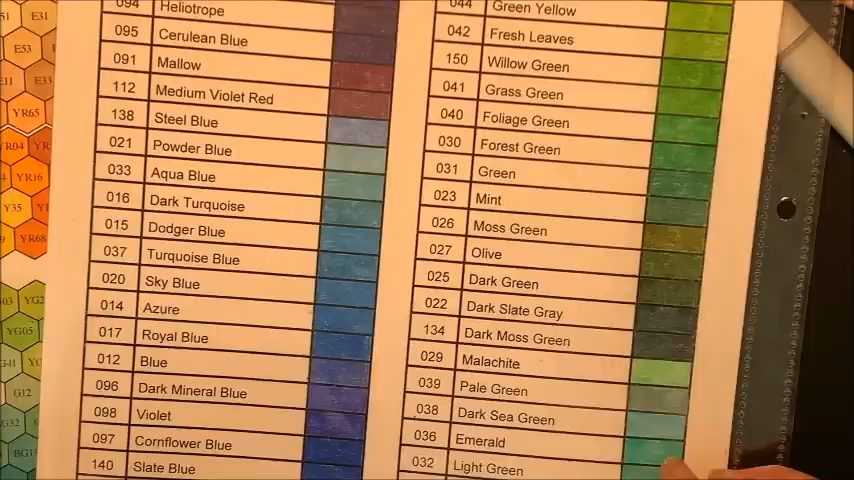 094 Heliotrope
095 Cerulean Blue
091 Mallow
112 Medium Violet Red
138 Steel Blue
021 Powder Blue
033 Aqua Blue
016 Dark Turquoise
015 Dodger Blue
037 Turquoise Blue
020 Sky Blue
014 Azure
017 Royal Blue
012 Blue
096 Dark Mineral Blue
098 Violet
097 Cornflower Blue
140 Slate Blue
044 Green Yellow
042 Fresh Leaves
150 Willow Green
041 Grass Green
040 Foliage Green
030 Forest Green
031 Green
023 Mint
026 Moss Green
027 Olive
025 Dark Green
022 Dark Slate Gray
134 Dark Moss Green
029 Malachite
039 Pale Green
038 Dark Sea Green
036 Emerald
032 Light Green
E31
E53
E11 E33
YR65
YR04
YR16
Y35
YR68
YG2
YG05
G12